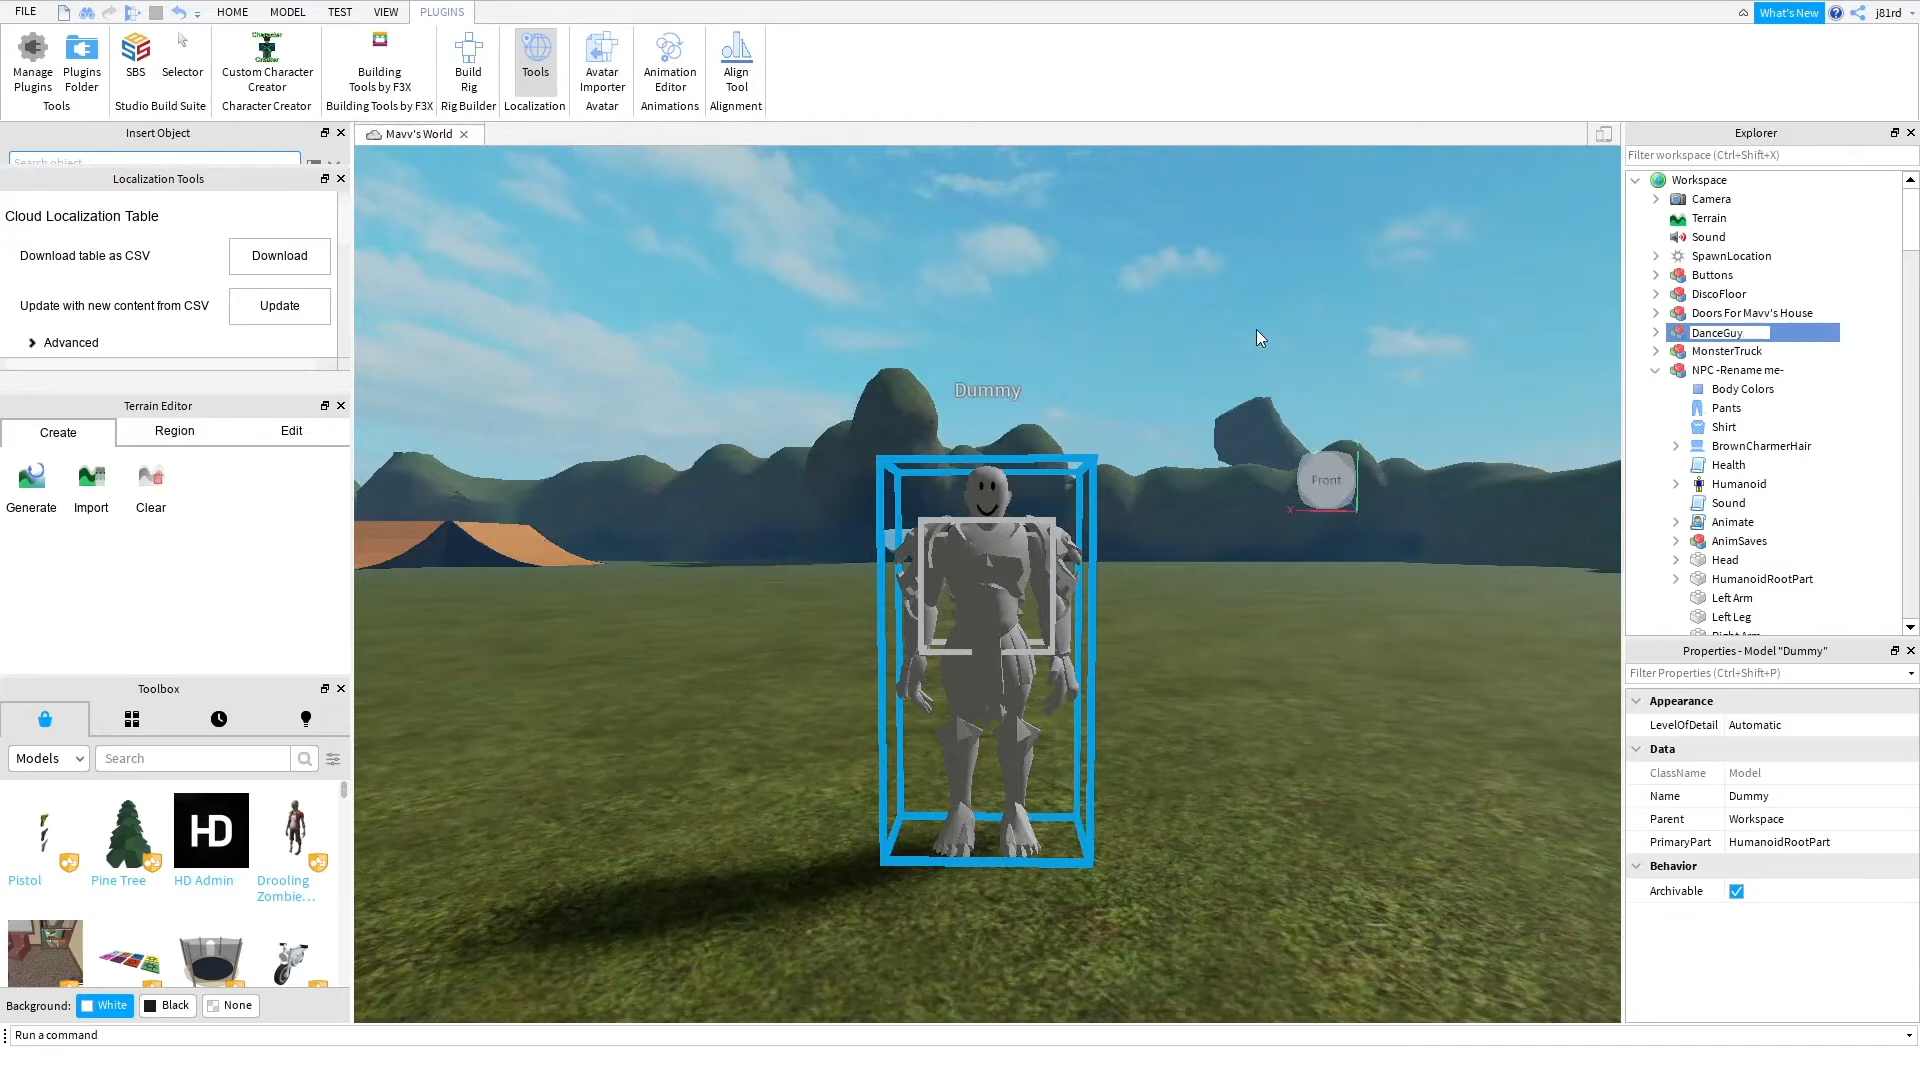 FILE HOME MODEL TEST VIEW PLUGINS What's New j81rd
Manage Plugins
Plugins Folder
Tools
SBS
Selector
Studio Build Suite
Character Creator
Custom Character Creator
Character Creator
Building Tools by F3X
Building Tools by F3X
Build Rig
Rig Builder
Tools
Localization
Avatar Importer
Avatar
Animation Editor
Animations
Align Tool
Alignment
Insert Object
Search object
Localization Tools
Cloud Localization Table
Download table as CSV Download
Update with new content from CSV Update
Advanced
Terrain Editor
Create Region Edit
Generate Import Clear
Toolbox
Models Search
HD
Pistol Pine Tree HD Admin Drooling Zombie...
Background: White Black None
Run a command
Mavv's World
Dummy
Front
X
Explorer
Filter workspace (Ctrl+Shift+X)
Workspace
Camera
Terrain
Sound
SpawnLocation
Buttons
DiscoFloor
Doors For Mavv's House
DanceGuy
MonsterTruck
NPC -Rename me-
Body Colors
Pants
Shirt
BrownCharmerHair
Health
Humanoid
Sound
Animate
AnimSaves
Head
HumanoidRootPart
Left Arm
Left Leg
Right Arm
Properties - Model "Dummy"
Filter Properties (Ctrl+Shift+P)
Appearance
LevelOfDetail Automatic
Data
ClassName Model
Name Dummy
Parent Workspace
PrimaryPart HumanoidRootPart
Behavior
Archivable